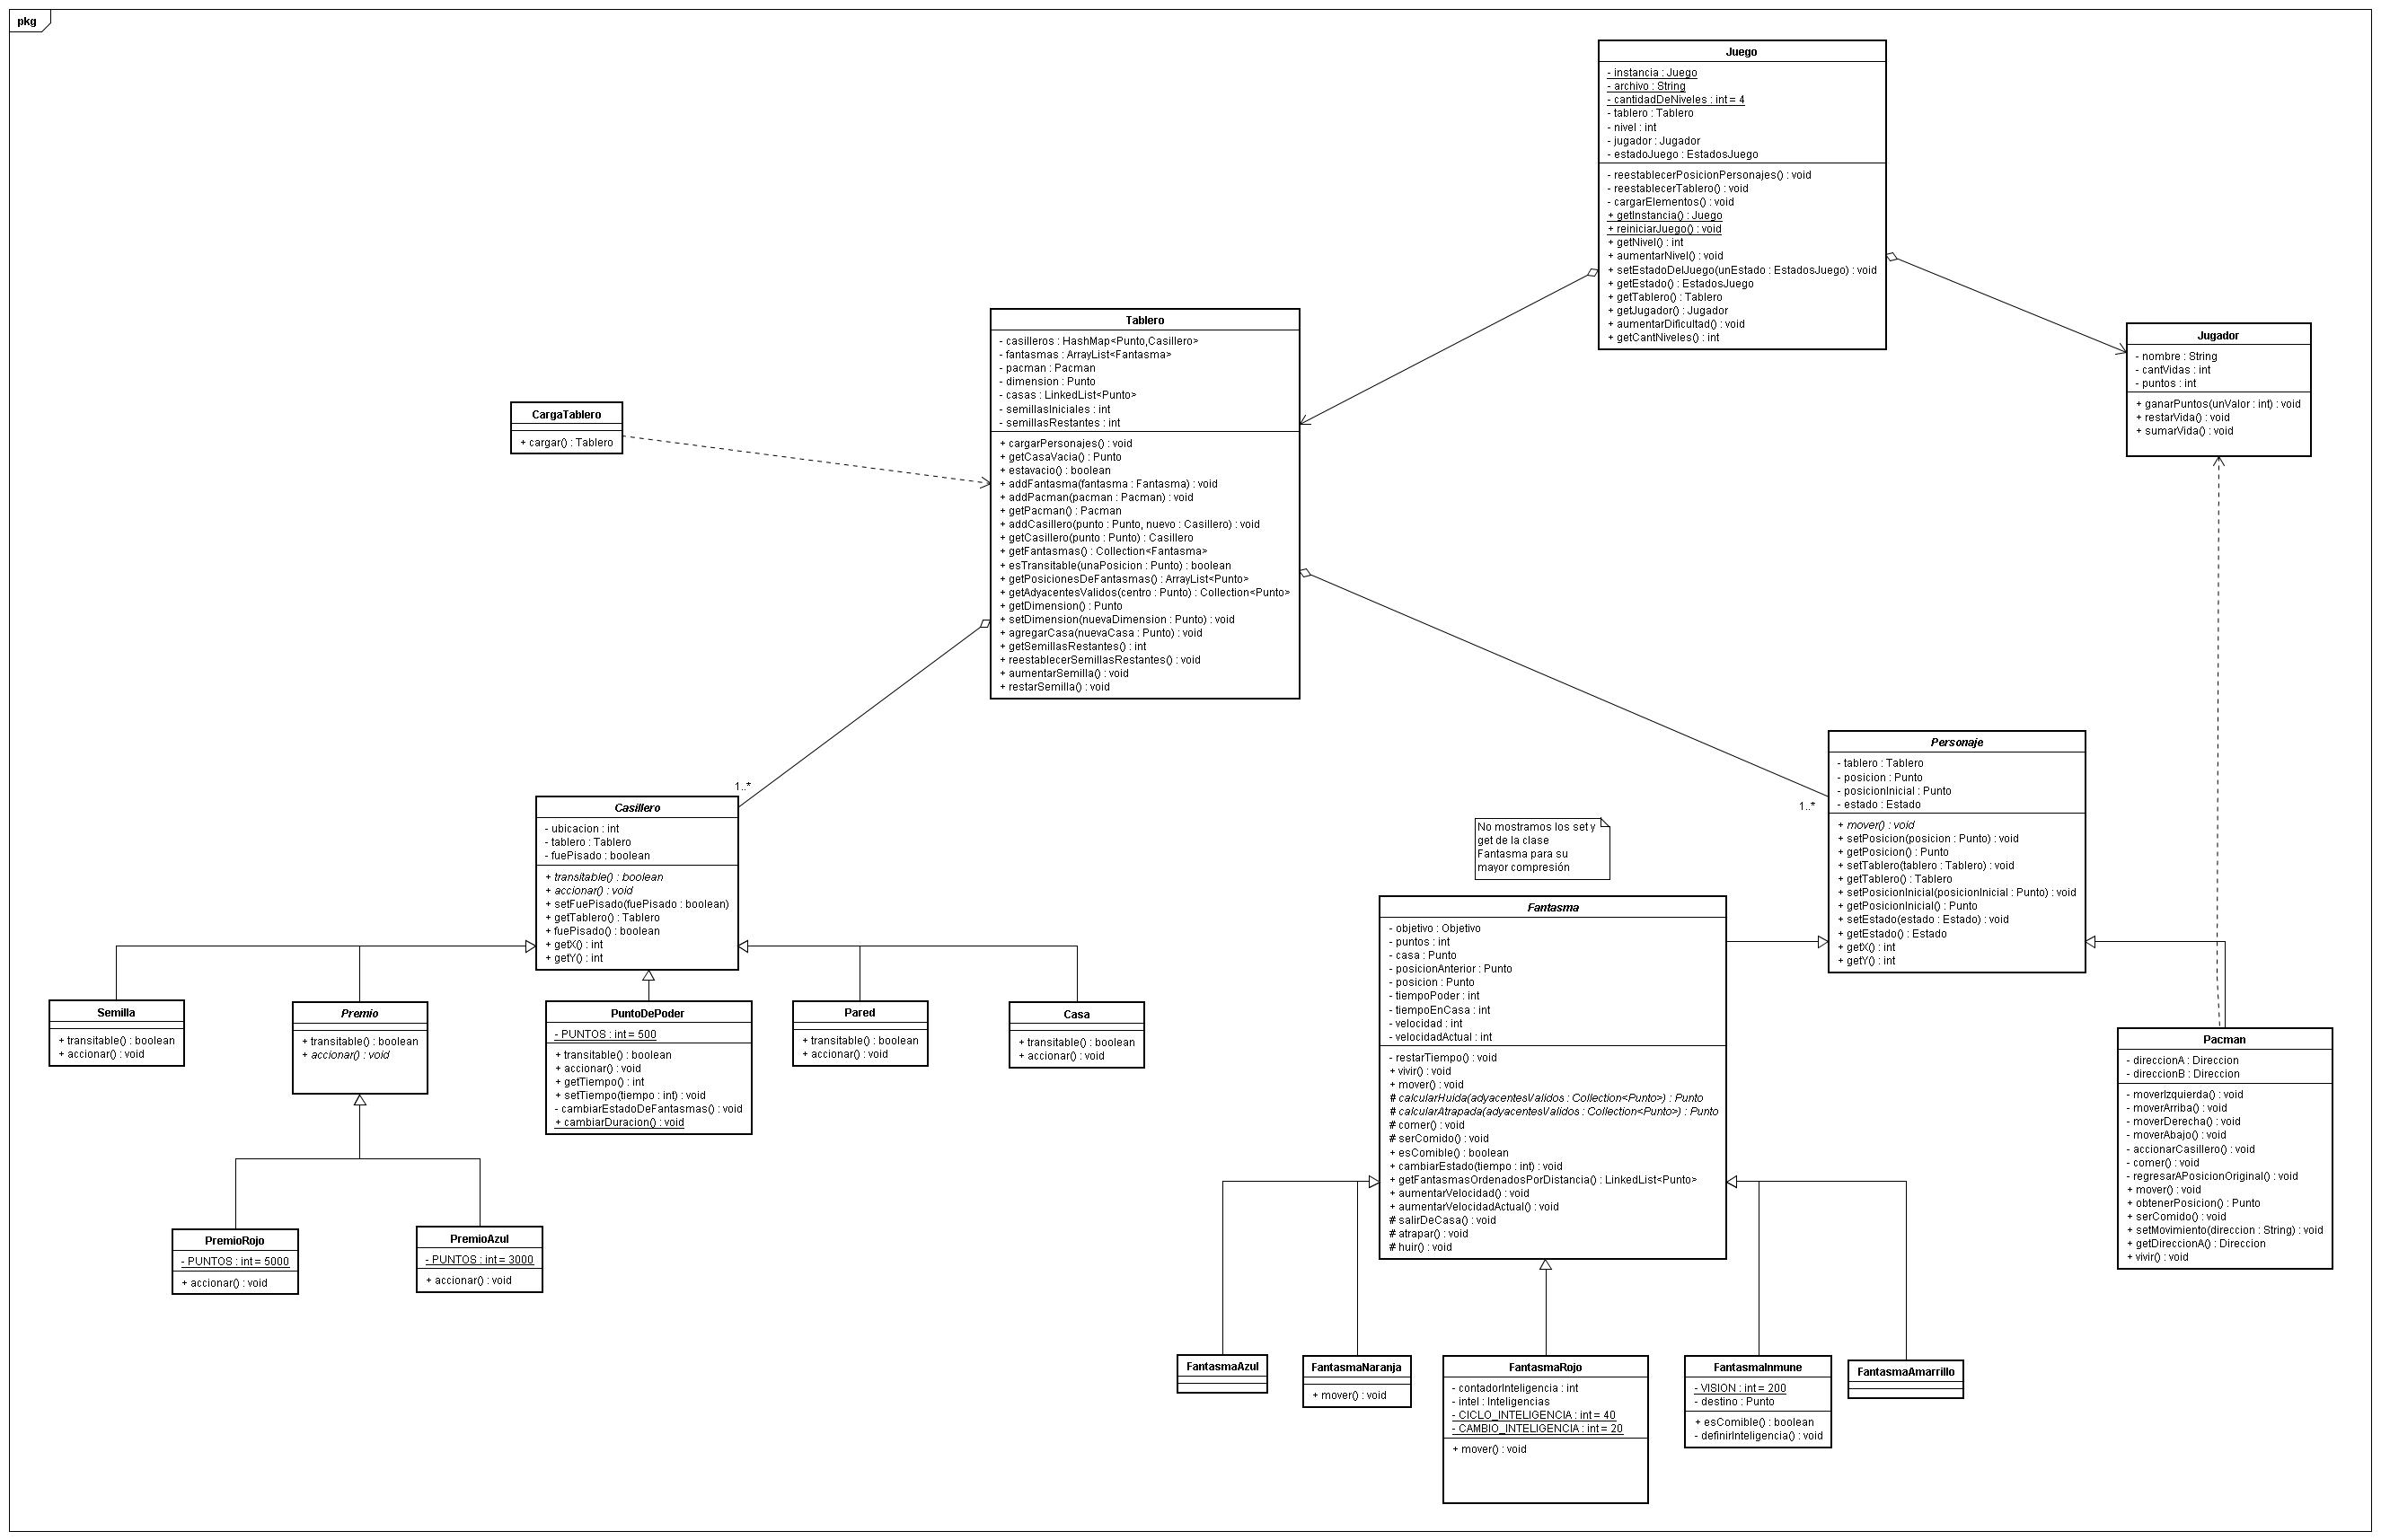 pkg
Juego
- instancia : Juego
- archivo : String
- cantidadDeNiveles : int = 4
- tablero : Tablero
- nivel : int
- jugador : Jugador
- estadoJuego : EstadosJuego
- reestablecerPosicionPersonajes() : void
- reestablecerTablero() : void
- cargarElementos() : void
+ getInstancia() : Juego
+ reiniciarJuego() : void
+ getNivel() : int
+ aumentarNivel() : void
+ setEstadoDelJuego(unEstado : EstadosJuego) : void
+ getEstado() : EstadosJuego
+ getTablero() : Tablero
+ getJugador() : Jugador
+ aumentarDificultad() : void
+ getCantNiveles() : int
Tablero
- casilleros : HashMap<Punto,Casillero>
- fantasmas : ArrayList<Fantasma>
- pacman : Pacman
- dimension : Punto
- casas : LinkedList<Punto>
- semillasIniciales : int
- semillasRestantes : int
+ cargarPersonajes() : void
+ getCasaVacia() : Punto
+ estavacio() : boolean
+ addFantasma(fantasma : Fantasma) : void
+ addPacman(pacman : Pacman) : void
+ getPacman() : Pacman
+ addCasillero(punto : Punto, nuevo : Casillero) : void
+ getCasillero(punto : Punto) : Casillero
+ getFantasmas() : Collection<Fantasma>
+ esTransitable(unaPosicion : Punto) : boolean
+ getPosicionesDeFantasmas() : ArrayList<Punto>
+ getAdyacentesValidos(centro : Punto) : Collection<Punto>
+ getDimension() : Punto
+ setDimension(nuevaDimension : Punto) : void
+ agregarCasa(nuevaCasa : Punto) : void
+ getSemillasRestantes() : int
+ reestablecerSemillasRestantes() : void
+ aumentarSemilla() : void
+ restarSemilla() : void
Jugador
- nombre : String
- cantVidas : int
- puntos : int
+ ganarPuntos(unValor : int) : void
+ restarVida() : void
+ sumarVida() : void
CargaTablero
+ cargar() : Tablero
1..*
1..*
Personaje
- tablero : Tablero
- posicion : Punto
- posicionInicial : Punto
- estado : Estado
+ mover() : void
+ setPosicion(posicion : Punto) : void
+ getPosicion() : Punto
+ setTablero(tablero : Tablero) : void
+ getTablero() : Tablero
+ setPosicionInicial(posicionInicial : Punto) : void
+ getPosicionInicial() : Punto
+ setEstado(estado : Estado) : void
+ getEstado() : Estado
+ getX() : int
+ getY() : int
Casillero
- ubicacion : int
- tablero : Tablero
- fuePisado : boolean
+ transitable() : boolean
+ accionar() : void
+ setFuePisado(fuePisado : boolean)
+ getTablero() : Tablero
+ fuePisado() : boolean
+ getX() : int
+ getY() : int
No mostramos los set y
get de la clase
Fantasma para su
mayor compresión
Fantasma
- objetivo : Objetivo
- puntos : int
- casa : Punto
- posicionAnterior : Punto
- posicion : Punto
- tiempoPoder : int
- tiempoEnCasa : int
- velocidad : int
- velocidadActual : int
- restarTiempo() : void
+ vivir() : void
+ mover() : void
# calcularHuida(adyacentesValidos : Collection<Punto>) : Punto
# calcularAtrapada(adyacentesValidos : Collection<Punto>) : Punto
# comer() : void
# serComido() : void
+ esComible() : boolean
+ cambiarEstado(tiempo : int) : void
+ getFantasmasOrdenadosPorDistancia() : LinkedList<Punto>
+ aumentarVelocidad() : void
+ aumentarVelocidadActual() : void
# salirDeCasa() : void
# atrapar() : void
# huir() : void
Semilla
+ transitable() : boolean
+ accionar() : void
Premio
+ transitable() : boolean
+ accionar() : void
PuntoDePoder
- PUNTOS : int = 500
+ transitable() : boolean
+ accionar() : void
+ getTiempo() : int
+ setTiempo(tiempo : int) : void
- cambiarEstadoDeFantasmas() : void
+ cambiarDuracion() : void
Pared
+ transitable() : boolean
+ accionar() : void
Casa
+ transitable() : boolean
+ accionar() : void
Pacman
- direccionA : Direccion
- direccionB : Direccion
- moverIzquierda() : void
- moverArriba() : void
- moverDerecha() : void
- moverAbajo() : void
- accionarCasillero() : void
- comer() : void
- regresarAPosicionOriginal() : void
+ mover() : void
+ obtenerPosicion() : Punto
+ serComido() : void
+ setMovimiento(direccion : String) : void
+ getDireccionA() : Direccion
+ vivir() : void
PremioRojo
- PUNTOS : int = 5000
+ accionar() : void
PremioAzul
- PUNTOS : int = 3000
+ accionar() : void
FantasmaAzul
FantasmaNaranja
+ mover() : void
FantasmaRojo
- contadorInteligencia : int
- intel : Inteligencias
- CICLO_INTELIGENCIA : int = 40
- CAMBIO_INTELIGENCIA : int = 20
+ mover() : void
FantasmaInmune
- VISION : int = 200
- destino : Punto
+ esComible() : boolean
- definirInteligencia() : void
FantasmaAmarrillo